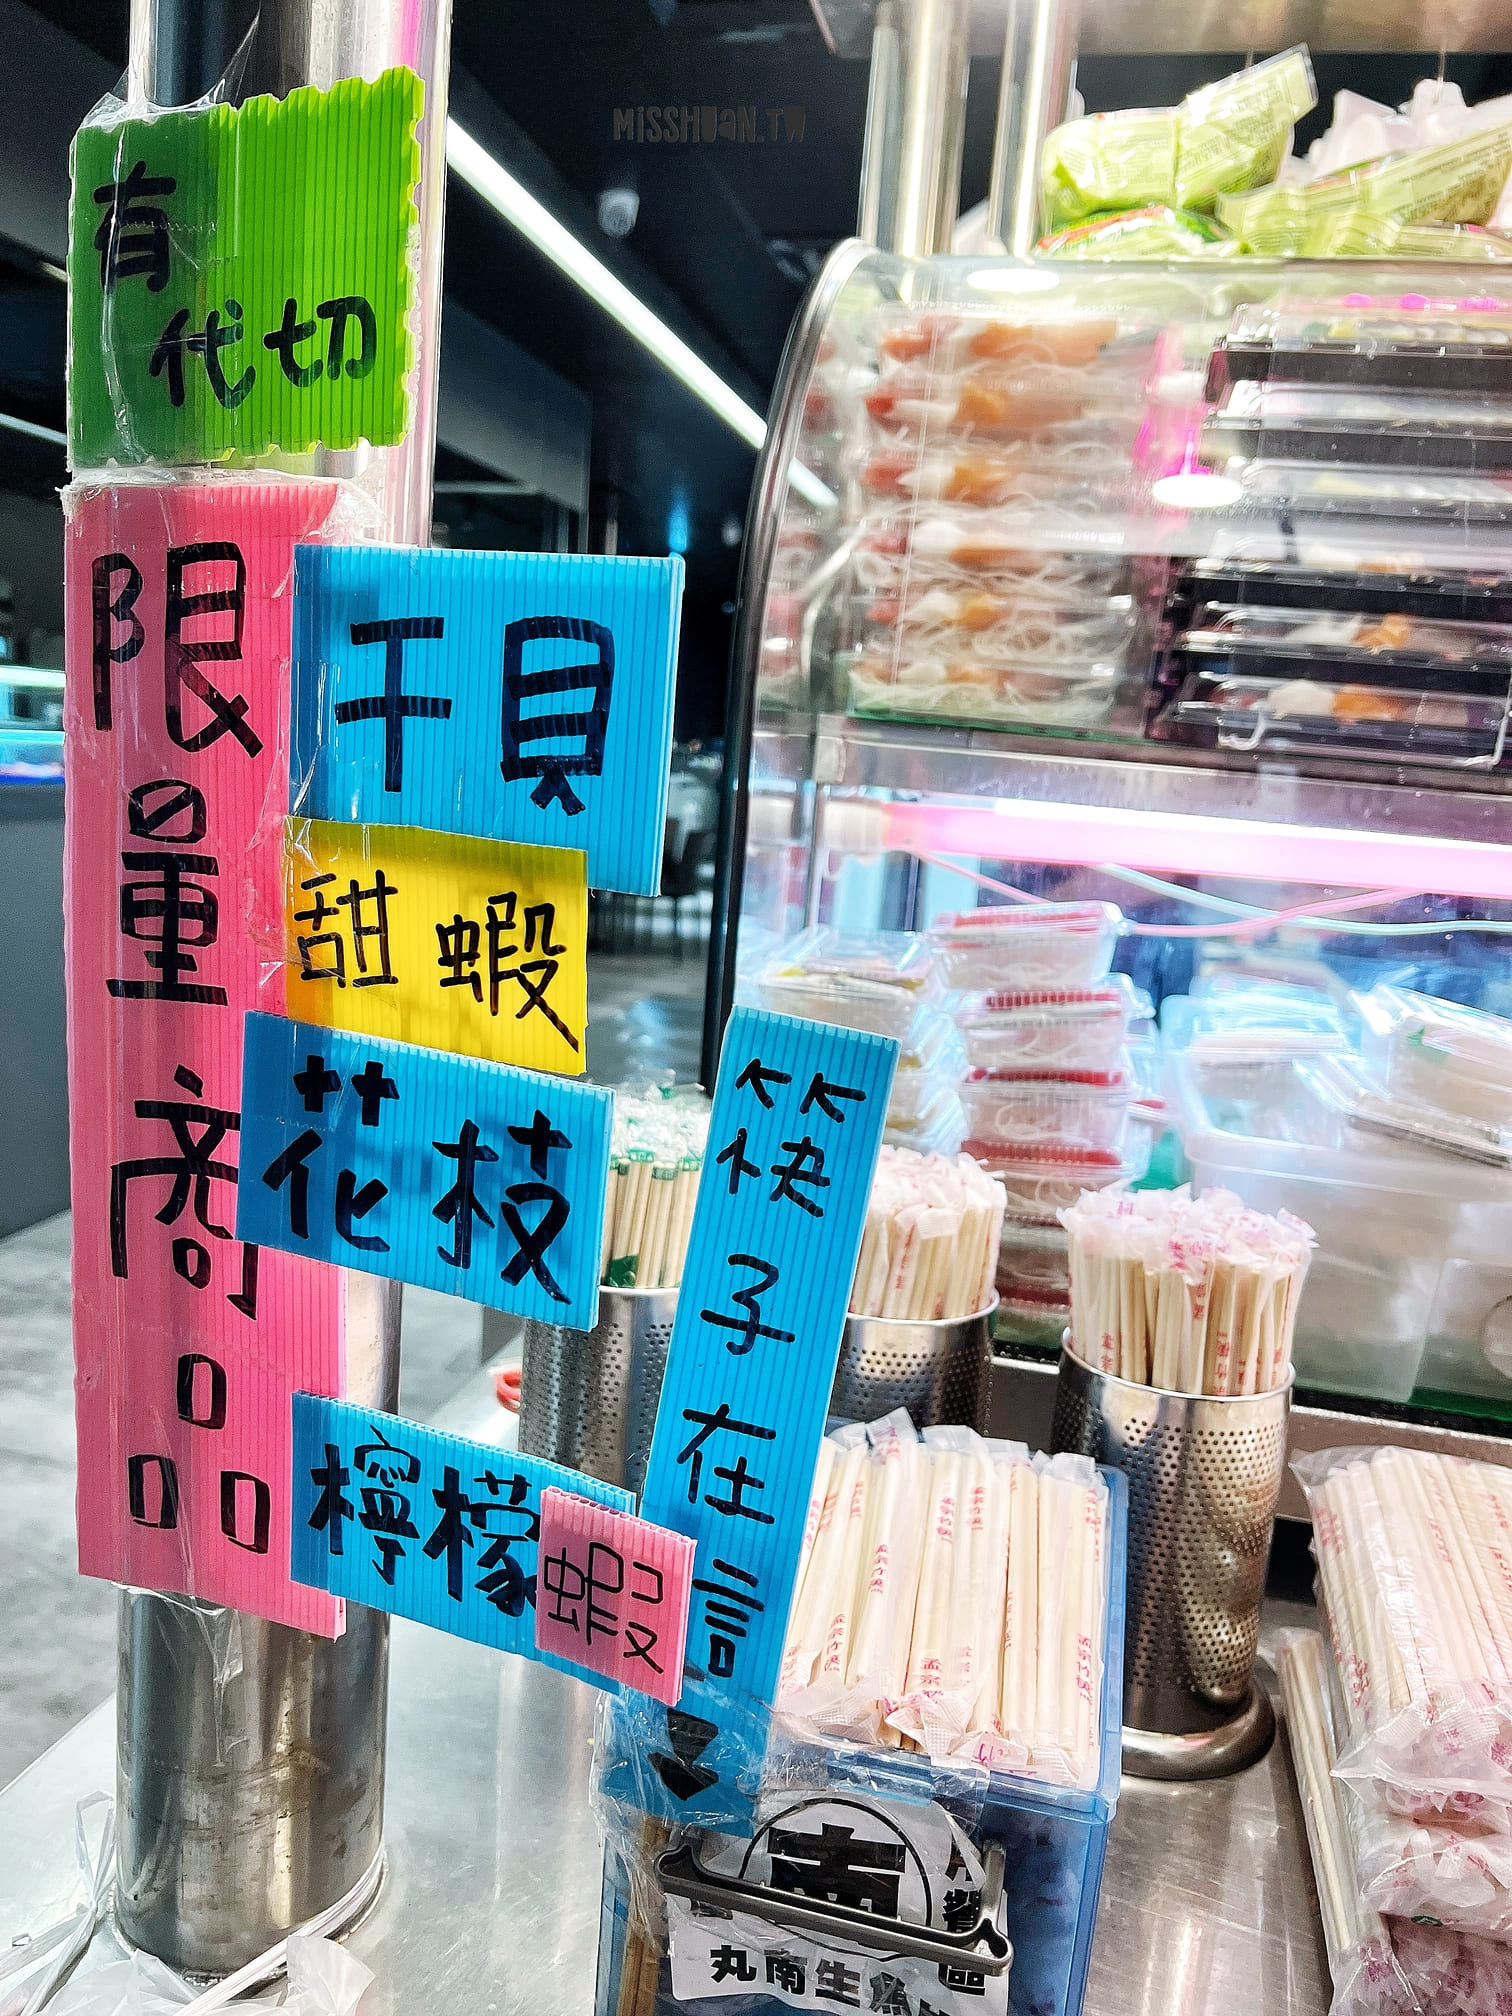 MISSHUAN.TW
有
代切
限量商品
干貝
甜蝦
花枝
檸檬蝦
筷子在這
南
丸南生魚